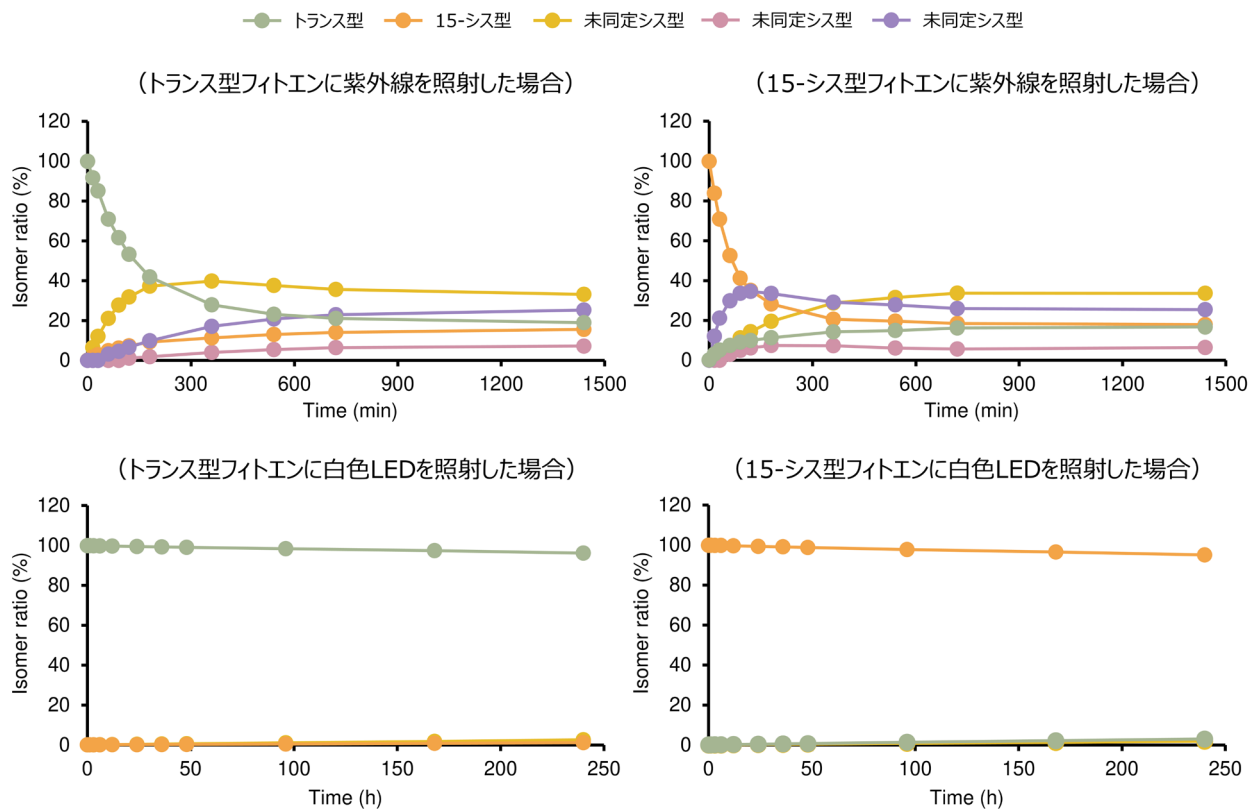 トランス型 15-シス型 未同定シス型 未同定シス型 未同定シス型
（トランス型フィトエンに紫外線を照射した場合）
120
100
80
60
40
20
0
Isomer ratio (%)
0 300 600 900 1200 1500
Time (min)
（15-シス型フィトエンに紫外線を照射した場合）
120
100
80
60
40
20
0
Isomer ratio (%)
0 300 600 900 1200 1500
Time (min)
（トランス型フィトエンに白色LEDを照射した場合）
120
100
80
60
40
20
0
Isomer ratio (%)
0 50 100 150 200 250
Time (h)
（15-シス型フィトエンに白色LEDを照射した場合）
120
100
80
60
40
20
0
Isomer ratio (%)
0 50 100 150 200 250
Time (h)